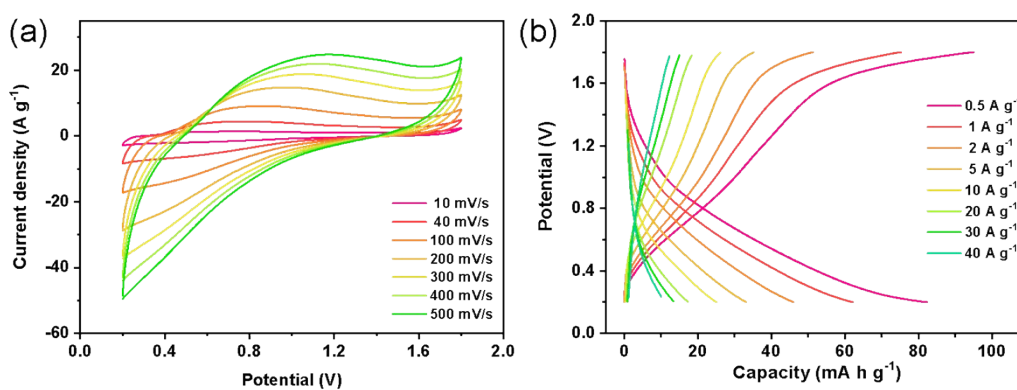 (a)
Current density (A g⁻¹)
20
0
-20
-40
-60
0.0
0.4
0.8
1.2
1.6
2.0
Potential (V)
10 mV/s
40 mV/s
100 mV/s
200 mV/s
300 mV/s
400 mV/s
500 mV/s
(b)
Potential (V)
2.0
1.6
1.2
0.8
0.4
0.0
0
20
40
60
80
100
Capacity (mA h g⁻¹)
0.5 A g⁻¹
1 A g⁻¹
2 A g⁻¹
5 A g⁻¹
10 A g⁻¹
20 A g⁻¹
30 A g⁻¹
40 A g⁻¹